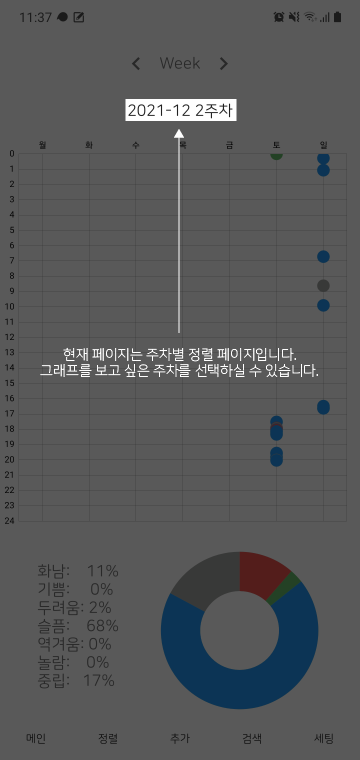 11:37
Week
2021-12 2주차
월 화 수 목 금 토 일
0
1
2
3
4
5
6
7
8
9
10
11
12
13
현재 페이지는 주차별 정렬 페이지입니다.
14
15
그래프를 보고 싶은 주차를 선택하실 수 있습니다.
16
17
18
19
20
21
22
23
24
화남: 11%
기쁨: 0%
두려움: 2%
슬픔: 68%
역겨움: 0%
놀람: 0%
중립: 17%
메인 정렬 추가 검색 세팅